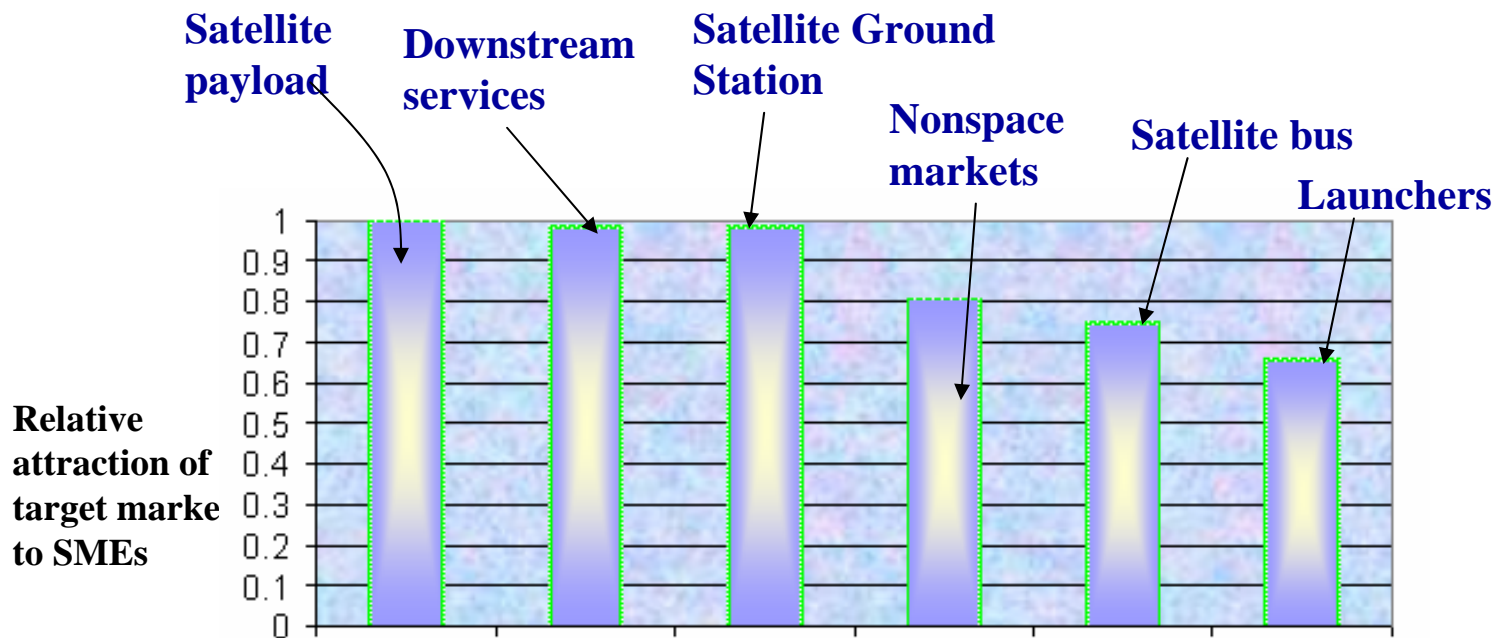 Satellite
payload
Downstream
services
Satellite Ground
Station
Nonspace
markets
Satellite bus
Launchers
1
0.9
0.8
0.7
0.6
0.5
0.4
0.3
0.2
0.1
0
Relative
attraction of
target marke
to SMEs